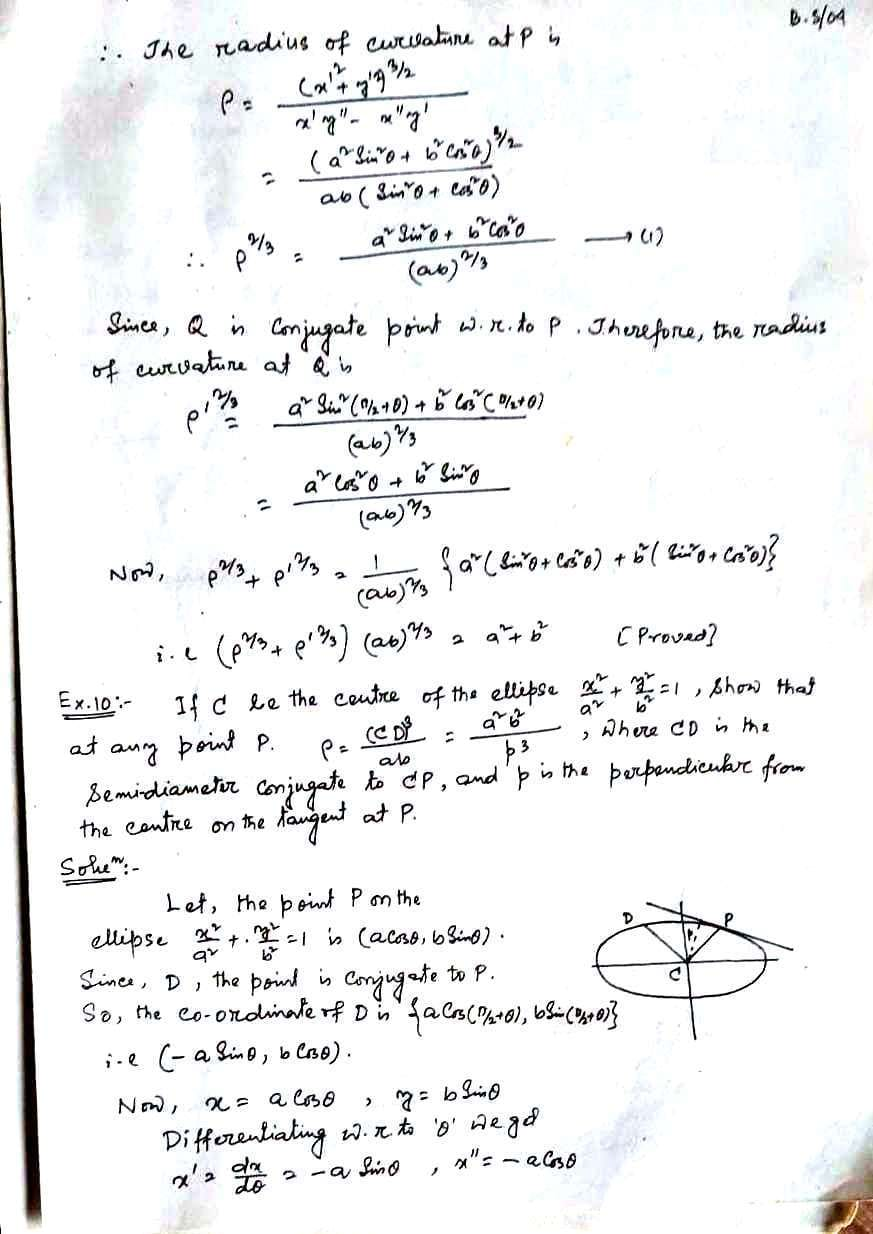 B.S/04
∴. The radius of curvature at P is
ρ = (x'² + y'²)^3/2 / x'y'' - x''y'
= (a² Sin²θ + b² Cos²θ)^3/2 / ab (Sin²θ + Cos²θ)
∴. ρ^2/3 = a² Sin²θ + b² Cos²θ / (ab)^2/3 → (1)
Since, Q is Conjugate point w.r.to P. Therefore, the radius
of curvature at Q is
ρ'^2/3 = a² Sin²(π/2+θ) + b² Cos²(π/2+θ) / (ab)^2/3
= a² Cos²θ + b² Sin²θ / (ab)^2/3
Now, ρ^2/3 + ρ'^2/3 = 1/(ab)^2/3 {a²(Sin²θ + Cos²θ) + b²(Sin²θ + Cos²θ)}
i.e (ρ^2/3 + ρ'^2/3) (ab)^2/3 = a² + b² [Proved]
Ex.10:- If C be the centre of the ellipse x²/a² + y²/b² = 1, Show that
at any point P. ρ = (CD)³/ab = a²b²/p³, where CD is the
Semi-diameter Conjugate to CP, and p is the perpendicular from
the centre on the tangent at P.
Solueⁿ:-
Let, the point P on the
ellipse x²/a² + y²/b² = 1 is (a cosθ, b Sinθ).
Since, D, the point is Conjugate to P.
So, the co-ordinate of D is {a Cos(π/2+θ), b Sin(π/2+θ)}
i.e (- a Sinθ, b Cosθ).
D P
p
C
Now, x = a Cosθ, y = b Sinθ
Differentiating w.r.to 'θ' we get
x' = dx/dθ = -a Sinθ, x'' = -a Cosθ